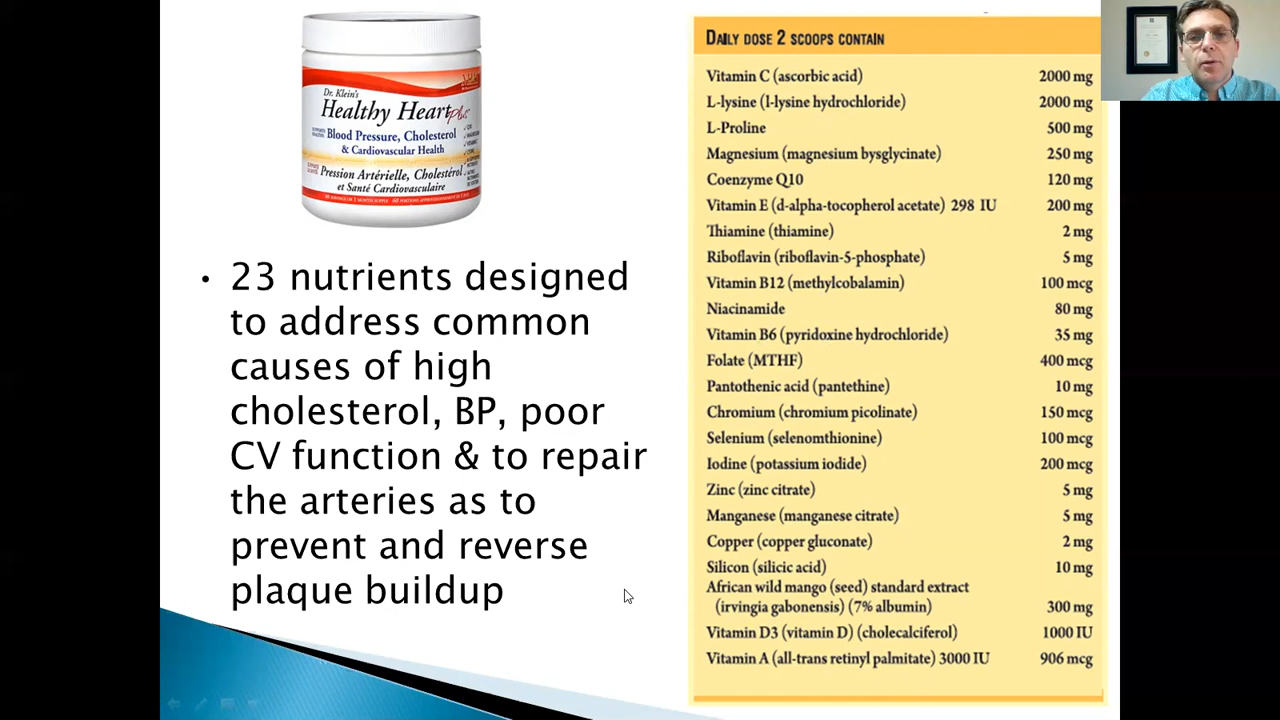 Dr. Klein's
Healthy Heart Plus
Blood Pressure, Cholesterol
& Cardiovascular Health
Pression Artérielle, Cholestérol
et Santé Cardiovasculaire
• 23 nutrients designed
to address common
causes of high
cholesterol, BP, poor
CV function & to repair
the arteries as to
prevent and reverse
plaque buildup
DAILY DOSE 2 SCOOPS CONTAIN
Vitamin C (ascorbic acid) 2000 mg
L-lysine (l-lysine hydrochloride) 2000 mg
L-Proline 500 mg
Magnesium (magnesium bysglycinate) 250 mg
Coenzyme Q10 120 mg
Vitamin E (d-alpha-tocopherol acetate) 298 IU 200 mg
Thiamine (thiamine) 2 mg
Riboflavin (riboflavin-5-phosphate) 5 mg
Vitamin B12 (methylcobalamin) 100 mcg
Niacinamide 80 mg
Vitamin B6 (pyridoxine hydrochloride) 35 mg
Folate (MTHF) 400 mcg
Pantothenic acid (pantethine) 10 mg
Chromium (chromium picolinate) 150 mcg
Selenium (selenomthionine) 100 mcg
Iodine (potassium iodide) 200 mcg
Zinc (zinc citrate) 5 mg
Manganese (manganese citrate) 5 mg
Copper (copper gluconate) 2 mg
Silicon (silicic acid) 10 mg
African wild mango (seed) standard extract
(irvingia gabonensis) (7% albumin) 300 mg
Vitamin D3 (vitamin D) (cholecalciferol) 1000 IU
Vitamin A (all-trans retinyl palmitate) 3000 IU 906 mcg